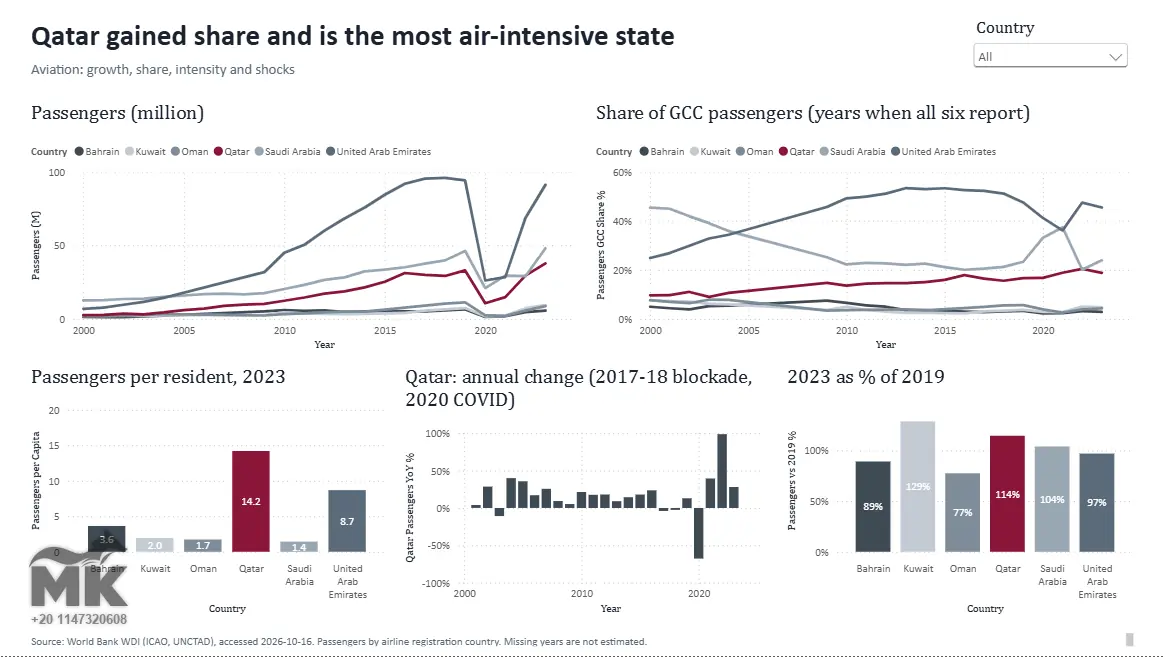 Qatar gained share and is the most air-intensive state
Aviation: growth, share, intensity and shocks
Country
All
Passengers (million)
Country Bahrain Kuwait Oman Qatar Saudi Arabia United Arab Emirates
Passengers (M)
100
50
0
2000 2005 2010 2015 2020
Year
Share of GCC passengers (years when all six report)
Country Bahrain Kuwait Oman Qatar Saudi Arabia United Arab Emirates
Passengers GCC Share %
60%
40%
20%
0%
2000 2005 2010 2015 2020
Year
Passengers per resident, 2023
Passengers per Capita
20
15
10
5
0
3.6 2.0 1.7 14.2 1.4 8.7
Bahrain Kuwait Oman Qatar Saudi Arabia United Arab Emirates
Country
Qatar: annual change (2017-18 blockade,
2020 COVID)
Qatar Passengers YoY %
100%
50%
0%
-50%
-100%
2000 2010 2020
Year
2023 as % of 2019
Passengers vs 2019 %
100%
50%
0%
89% 129% 77% 114% 104% 97%
Bahrain Kuwait Oman Qatar Saudi Arabia United Arab Emirates
Country
MK
+20 1147320608
Source: World Bank WDI (ICAO, UNCTAD), accessed 2026-10-16. Passengers by airline registration country. Missing years are not estimated.